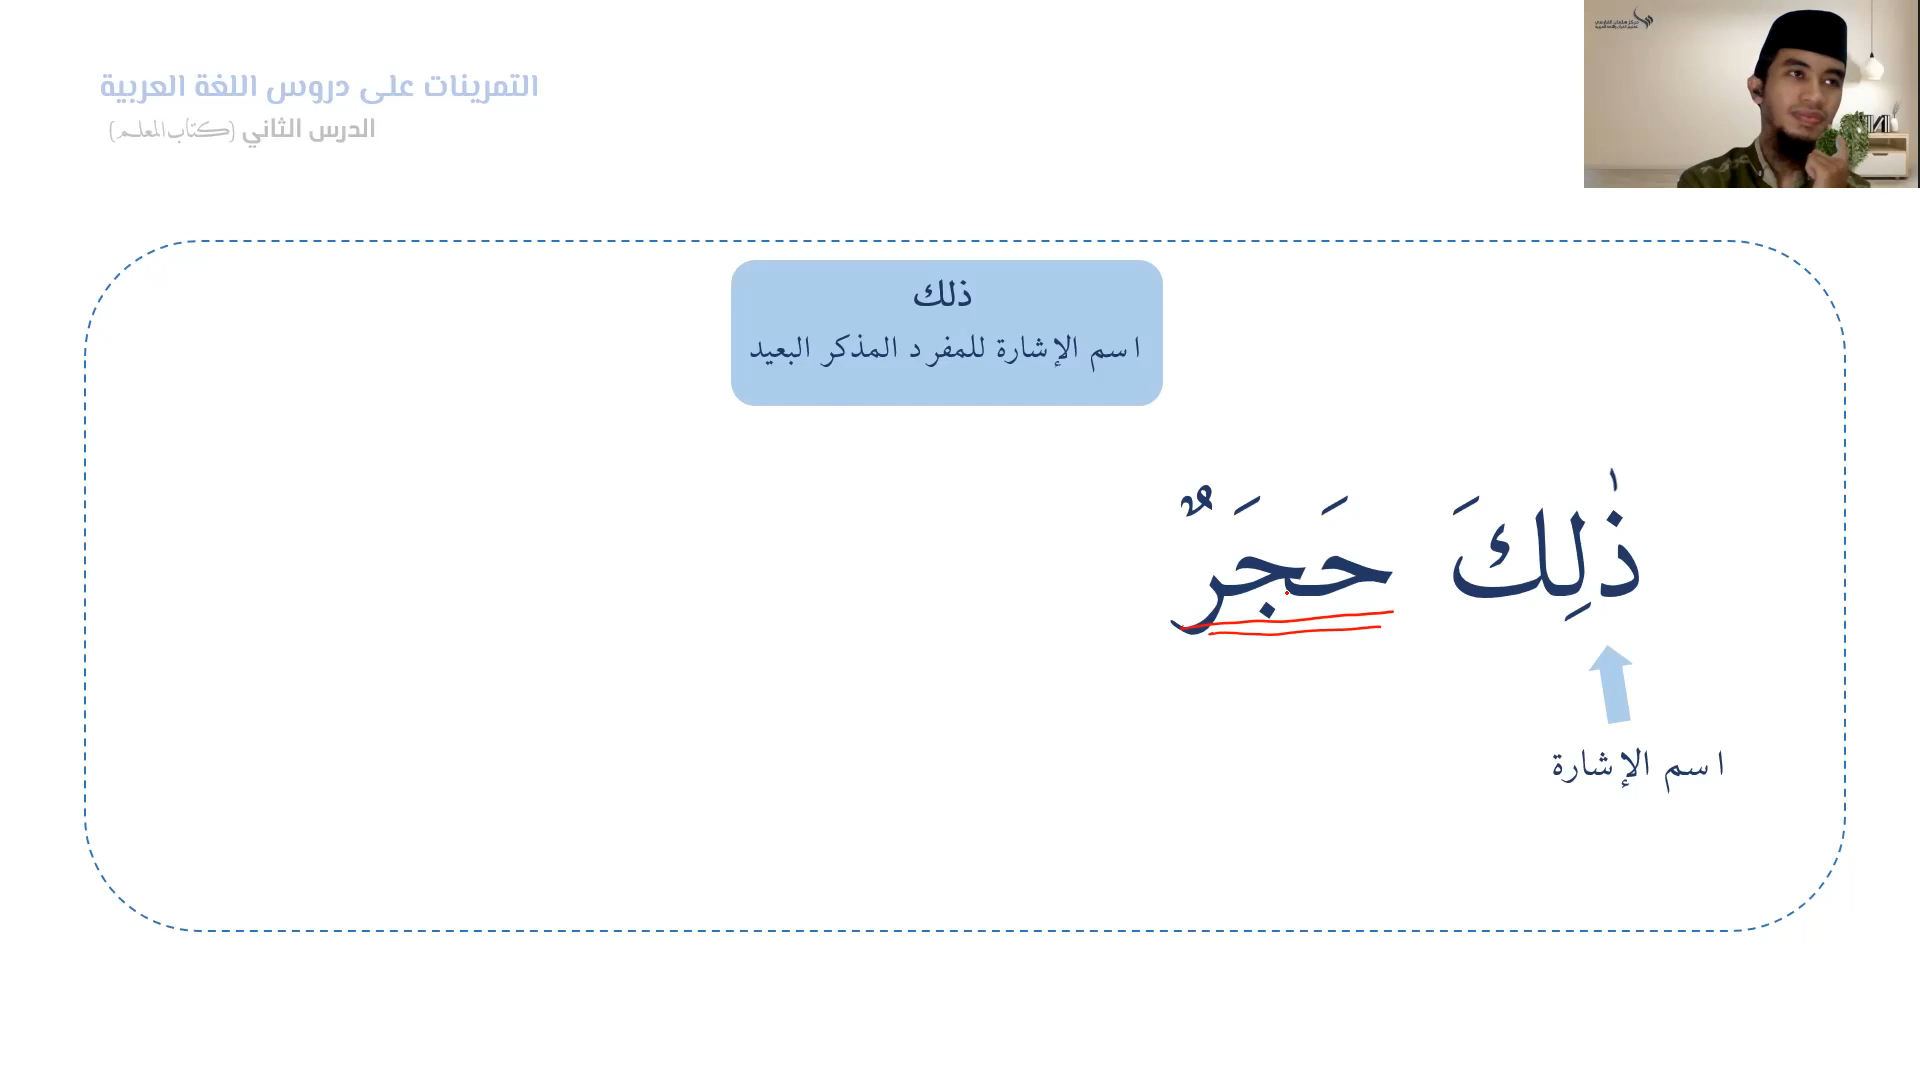 التمرينات على دروس اللغة العربية
الدرس الثاني (كتاب المعلم)
ذلك
اسم الإشارة للمفرد المذكر البعيد
ذٰلِكَ حَجَرٌ
اسم الإشارة